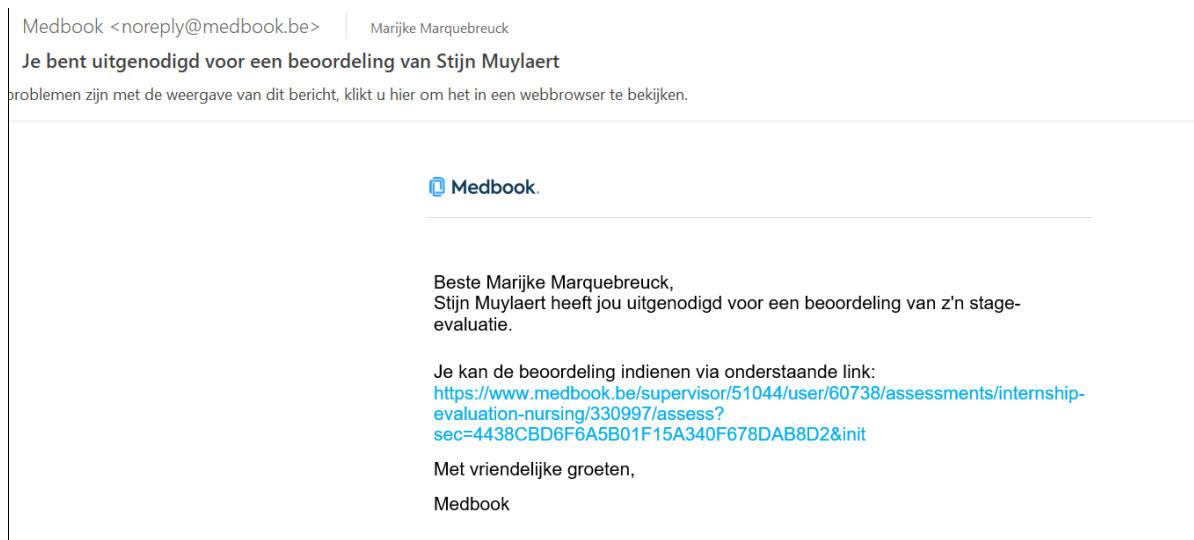 Medbook <noreply@medbook.be> Marijke Marquebreuck
Je bent uitgenodigd voor een beoordeling van Stijn Muylaert
problemen zijn met de weergave van dit bericht, klikt u hier om het in een webbrowser te bekijken.
Medbook.
Beste Marijke Marquebreuck,
Stijn Muylaert heeft jou uitgenodigd voor een beoordeling van z'n stage-
evaluatie.
Je kan de beoordeling indienen via onderstaande link:
https://www.medbook.be/supervisor/51044/user/60738/assessments/internship-
evaluation-nursing/330997/assess?
sec=4438CBD6F6A5B01F15A340F678DAB8D2&init
Met vriendelijke groeten,
Medbook